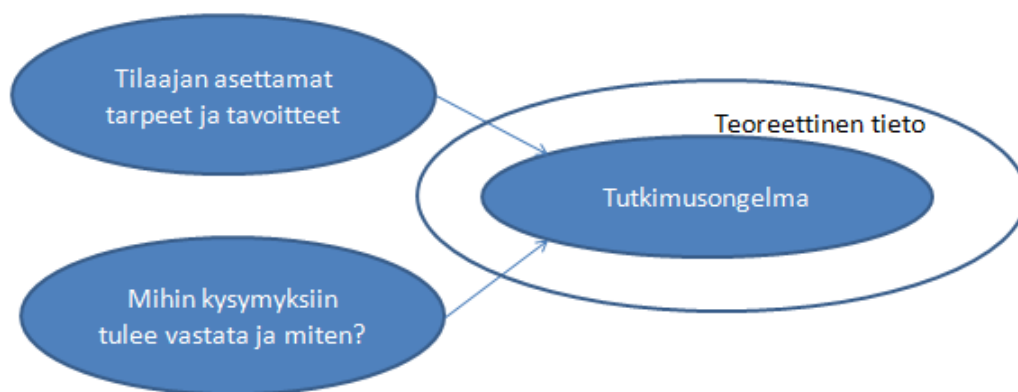 Tilaajan asettamat
tarpeet ja tavoitteet
Teoreettinen tieto
Tutkimusongelma
Mihin kysymyksiin
tulee vastata ja miten?